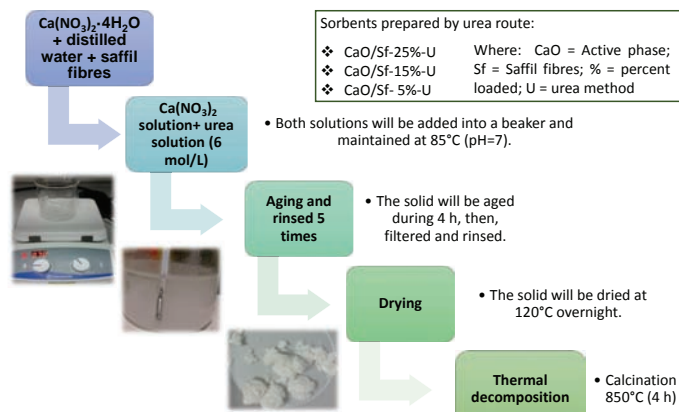 Ca(NO₃)₂·4H₂O
+ distilled
water + saffil
fibres
Sorbents prepared by urea route:
❖ CaO/Sf-25%-U
❖ CaO/Sf-15%-U
❖ CaO/Sf- 5%-U
Where: CaO = Active phase;
Sf = Saffil fibres; % = percent
loaded; U = urea method
Ca(NO₃)₂
solution+ urea
solution (6
mol/L)
• Both solutions will be added into a beaker and
maintained at 85°C (pH=7).
Aging and
rinsed 5
times
• The solid will be aged
during 4 h, then,
filtered and rinsed.
Drying
• The solid will be dried at
120°C overnight.
Thermal
decomposition
• Calcination
850°C (4 h)